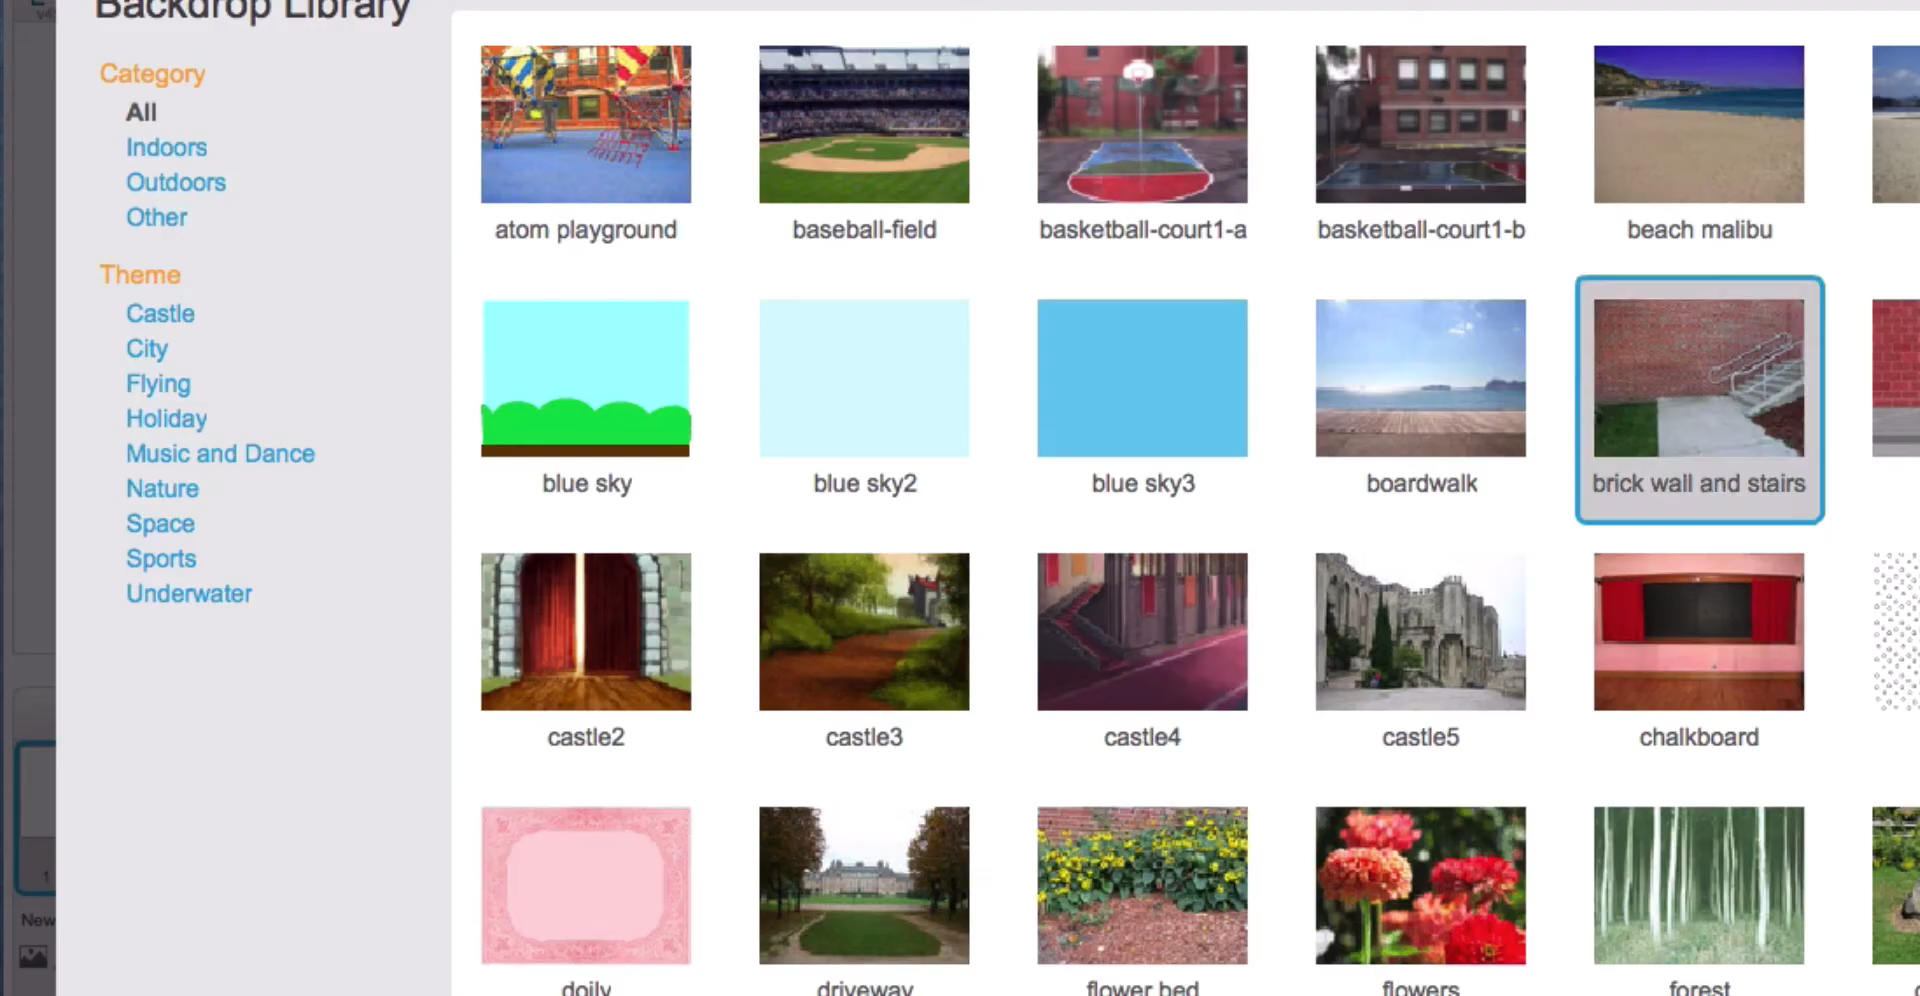 Backdrop Library
Category
All
Indoors
Outdoors
Other
Theme
Castle
City
Flying
Holiday
Music and Dance
Nature
Space
Sports
Underwater
atom playground
baseball-field
basketball-court1-a
basketball-court1-b
beach malibu
blue sky
blue sky2
blue sky3
boardwalk
brick wall and stairs
castle2
castle3
castle4
castle5
chalkboard
doily
driveway
flower bed
flowers
forest
1
New